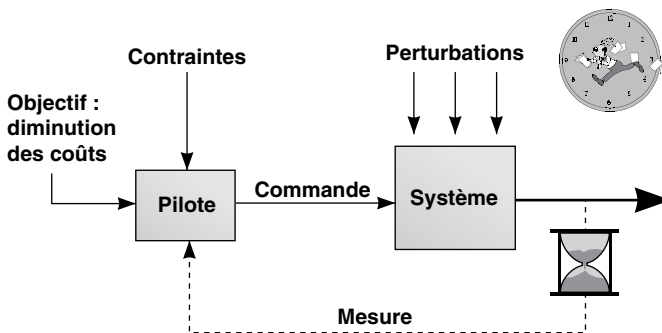 Contraintes
Perturbations
Objectif :
diminution
des coûts
Pilote
Commande
Système
Mesure